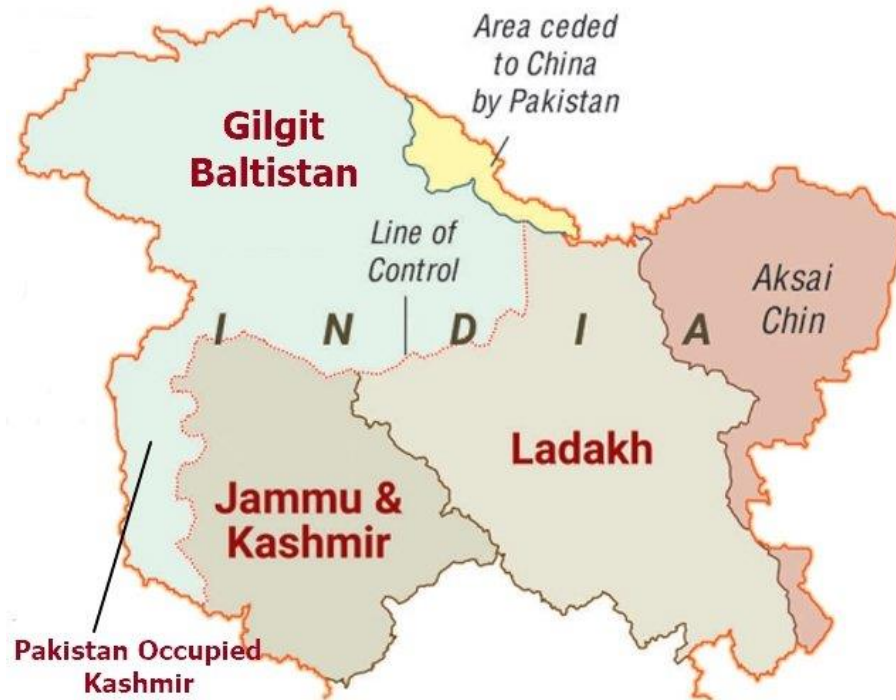 Area ceded
to China
by Pakistan
Gilgit
Baltistan
Line of
Control
Aksai
Chin
I N D I A
Ladakh
Jammu &
Kashmir
Pakistan Occupied
Kashmir